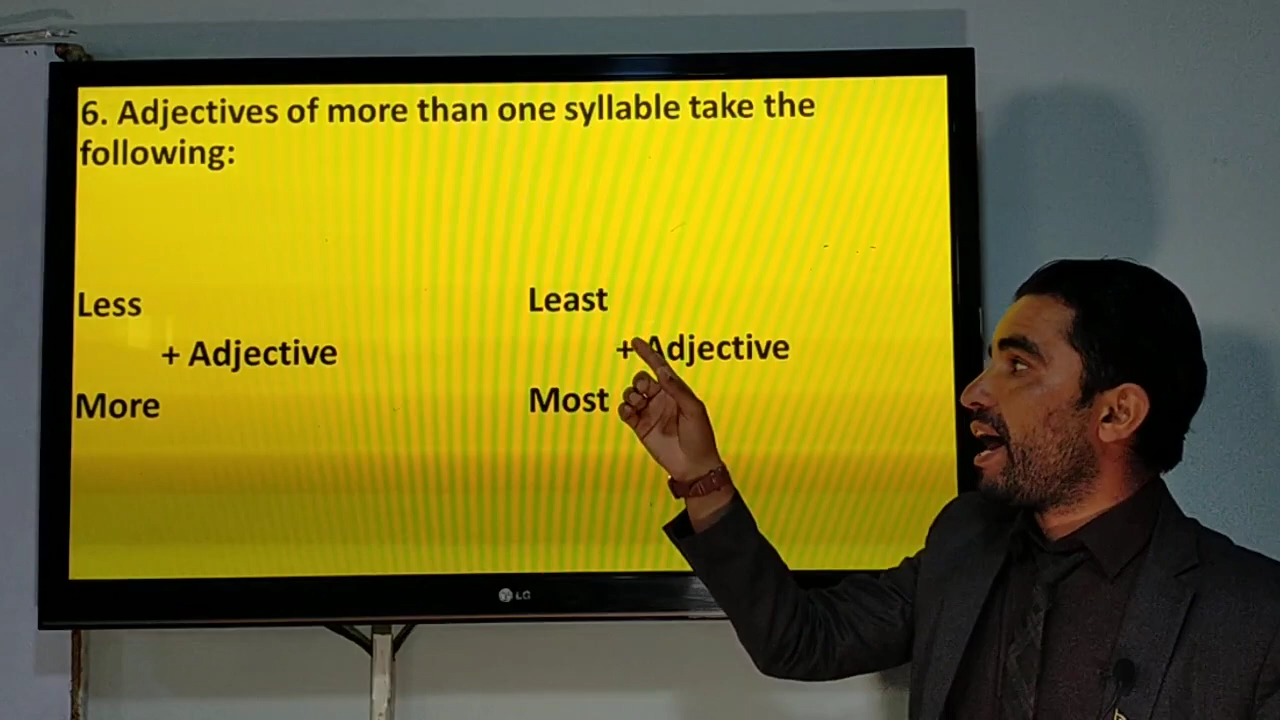 6. Adjectives of more than one syllable take the
following:
Less
+ Adjective
More
Least
+ Adjective
Most
LG